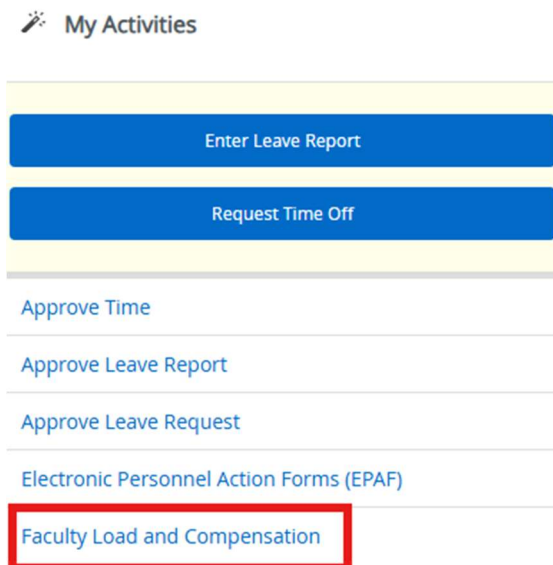 My Activities
Enter Leave Report
Request Time Off
Approve Time
Approve Leave Report
Approve Leave Request
Electronic Personnel Action Forms (EPAF)
Faculty Load and Compensation